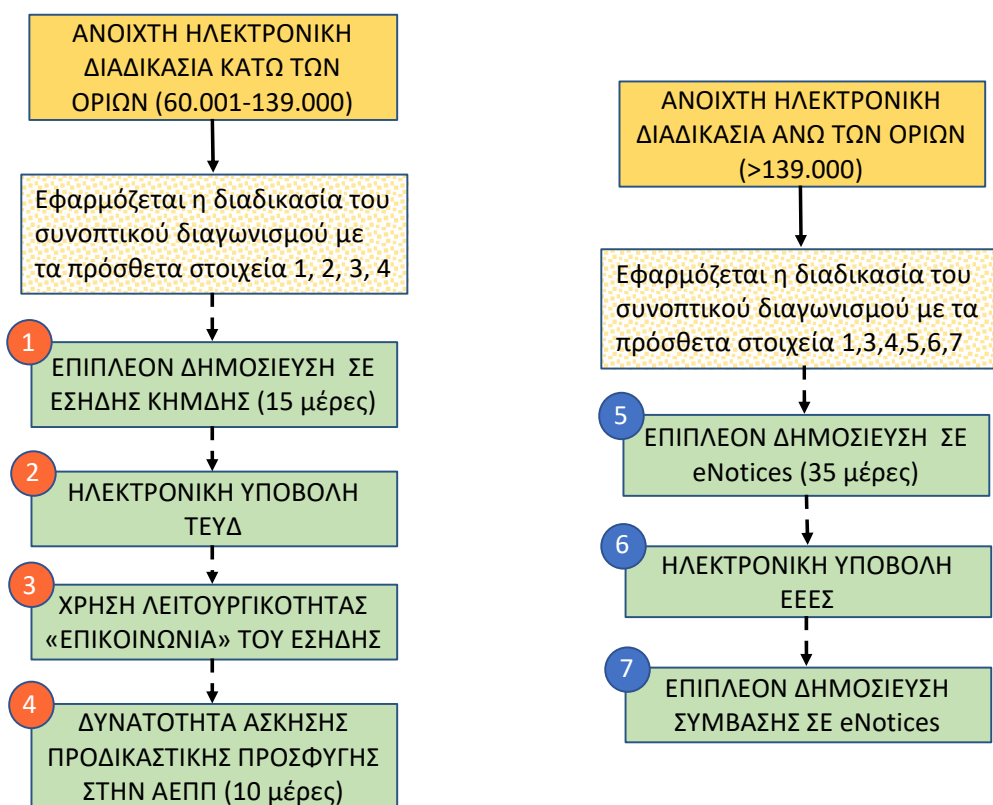 ΑΝΟΙΧΤΗ ΗΛΕΚΤΡΟΝΙΚΗ
ΔΙΑΔΙΚΑΣΙΑ ΚΑΤΩ ΤΩΝ
ΟΡΙΩΝ (60.001-139.000)
Εφαρμόζεται η διαδικασία του
συνοπτικού διαγωνισμού με
τα πρόσθετα στοιχεία 1, 2, 3, 4
1
ΕΠΙΠΛΕΟΝ ΔΗΜΟΣΙΕΥΣΗ ΣΕ
ΕΣΗΔΗΣ ΚΗΜΔΗΣ (15 μέρες)
2
ΗΛΕΚΤΡΟΝΙΚΗ ΥΠΟΒΟΛΗ
ΤΕΥΔ
3
ΧΡΗΣΗ ΛΕΙΤΟΥΡΓΙΚΟΤΗΤΑΣ
«ΕΠΙΚΟΙΝΩΝΙΑ» ΤΟΥ ΕΣΗΔΗΣ
4
ΔΥΝΑΤΟΤΗΤΑ ΑΣΚΗΣΗΣ
ΠΡΟΔΙΚΑΣΤΙΚΗΣ ΠΡΟΣΦΥΓΗΣ
ΣΤΗΝ ΑΕΠΠ (10 μέρες)
ΑΝΟΙΧΤΗ ΗΛΕΚΤΡΟΝΙΚΗ
ΔΙΑΔΙΚΑΣΙΑ ΑΝΩ ΤΩΝ ΟΡΙΩΝ
(>139.000)
Εφαρμόζεται η διαδικασία του
συνοπτικού διαγωνισμού με τα
πρόσθετα στοιχεία 1,3,4,5,6,7
5
ΕΠΙΠΛΕΟΝ ΔΗΜΟΣΙΕΥΣΗ ΣΕ
eNotices (35 μέρες)
6
ΗΛΕΚΤΡΟΝΙΚΗ ΥΠΟΒΟΛΗ
ΕΕΕΣ
7
ΕΠΙΠΛΕΟΝ ΔΗΜΟΣΙΕΥΣΗ
ΣΥΜΒΑΣΗΣ ΣΕ eNotices